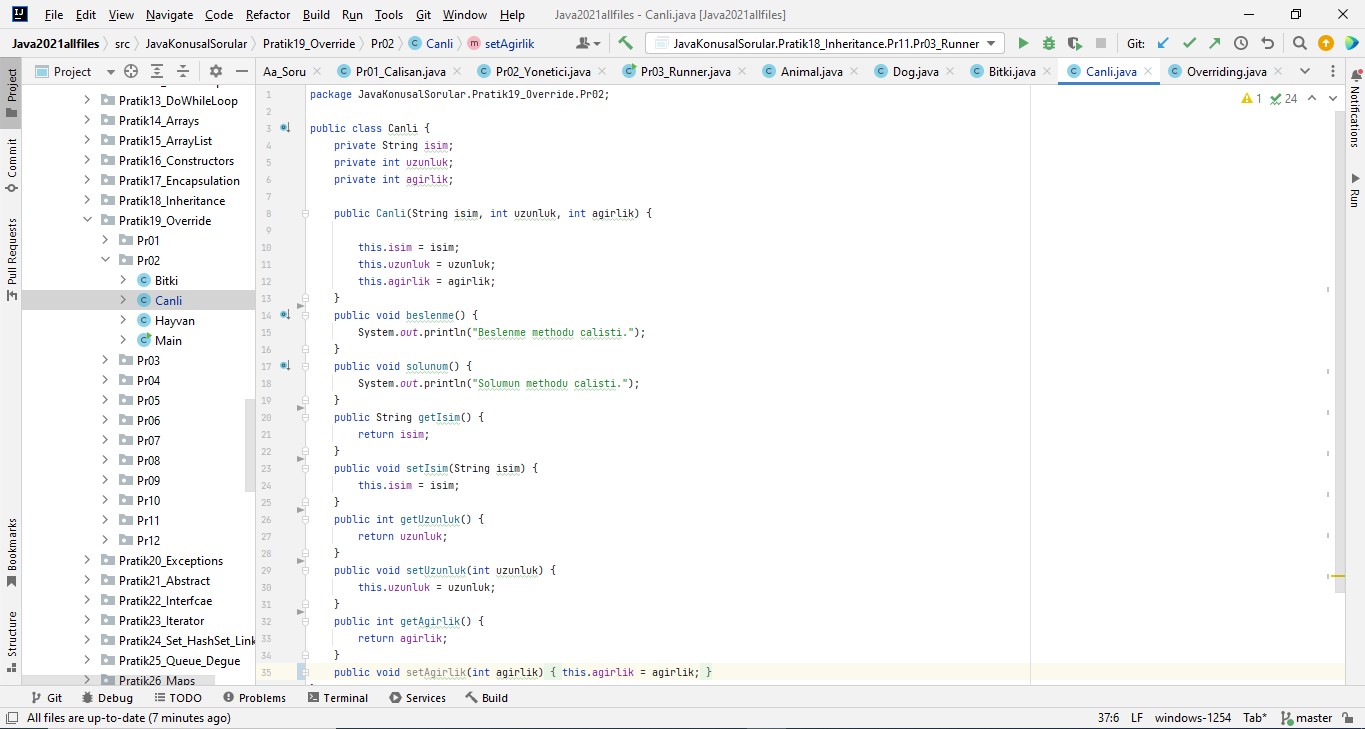 File Edit View Navigate Code Refactor Build Run Tools Git Window Help Java2021allfiles - Canli.java [Java2021allfiles]
Java2021allfiles src JavaKonusalSorular Pratik19_Override Pr02 Canli setAgirlik JavaKonusalSorular.Pratik18_Inheritance.Pr11.Pr03_Runner Git:
Project Aa_Soru Pr01_Calisan.java Pr02_Yonetici.java Pr03_Runner.java Animal.java Dog.java Bitki.java Canli.java Overriding.java
Project
Commit
Pull Requests
Bookmarks
Structure
Pratik13_DoWhileLoop
Pratik14_Arrays
Pratik15_ArrayList
Pratik16_Constructors
Pratik17_Encapsulation
Pratik18_Inheritance
Pratik19_Override
Pr01
Pr02
Bitki
Canli
Hayvan
Main
Pr03
Pr04
Pr05
Pr06
Pr07
Pr08
Pr09
Pr10
Pr11
Pr12
Pratik20_Exceptions
Pratik21_Abstract
Pratik22_Interfcae
Pratik23_Iterator
Pratik24_Set_HashSet_Link
Pratik25_Queue_Degue
Pratik26_Maps
1 package JavaKonusalSorular.Pratik19_Override.Pr02;
2
3 public class Canli {
4 private String isim;
5 private int uzunluk;
6 private int agirlik;
7
8 public Canli(String isim, int uzunluk, int agirlik) {
9
10 this.isim = isim;
11 this.uzunluk = uzunluk;
12 this.agirlik = agirlik;
13 }
14 public void beslenme() {
15 System.out.println("Beslenme methodu calisti.");
16 }
17 public void solunum() {
18 System.out.println("Solumun methodu calisti.");
19 }
20 public String getIsim() {
21 return isim;
22 }
23 public void setIsim(String isim) {
24 this.isim = isim;
25 }
26 public int getUzunluk() {
27 return uzunluk;
28 }
29 public void setUzunluk(int uzunluk) {
30 this.uzunluk = uzunluk;
31 }
32 public int getAgirlik() {
33 return agirlik;
34 }
35 public void setAgirlik(int agirlik) { this.agirlik = agirlik; }
1 24
Notifications
Run
Git Debug TODO Problems Terminal Services Build
All files are up-to-date (7 minutes ago) 37:6 LF windows-1254 Tab* master